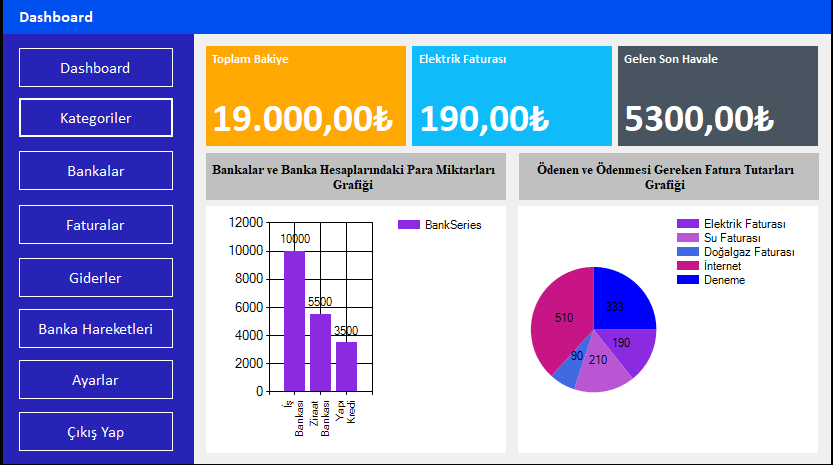 Dashboard
Dashboard
Kategoriler
Bankalar
Faturalar
Giderler
Banka Hareketleri
Ayarlar
Çıkış Yap
Toplam Bakiye
19.000,00₺
Elektrik Faturası
190,00₺
Gelen Son Havale
5300,00₺
Bankalar ve Banka Hesaplarındaki Para Miktarları
Grafiği
12000
10000
8000
6000
4000
2000
0
10000
5500
3500
İş
Bankası
Ziraat
Bankası
Yapı
Kredi
BankSeries
Ödenen ve Ödenmesi Gereken Fatura Tutarları
Grafiği
Elektrik Faturası
Su Faturası
Doğalgaz Faturası
İnternet
Deneme
333
510
190
90
210